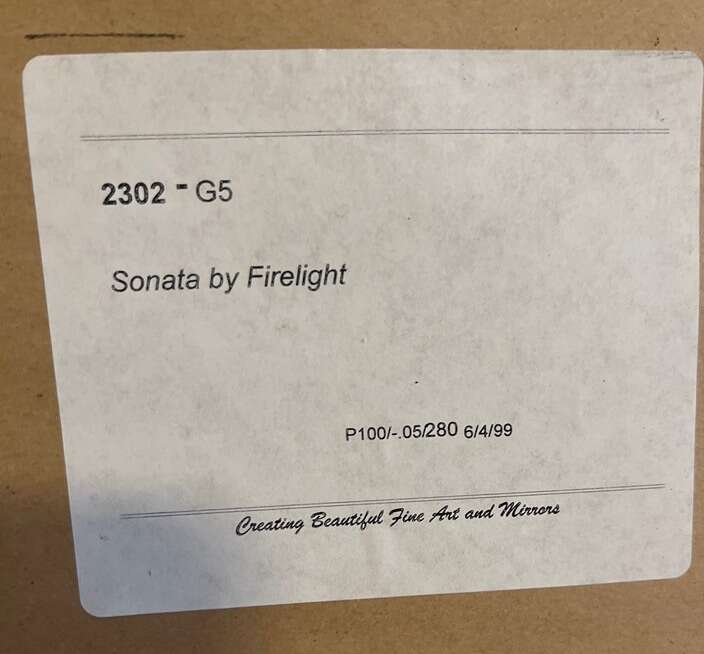 2302 - G5
Sonata by Firelight
P100/-.05/280 6/4/99
Creating Beautiful Fine Art and Mirrors